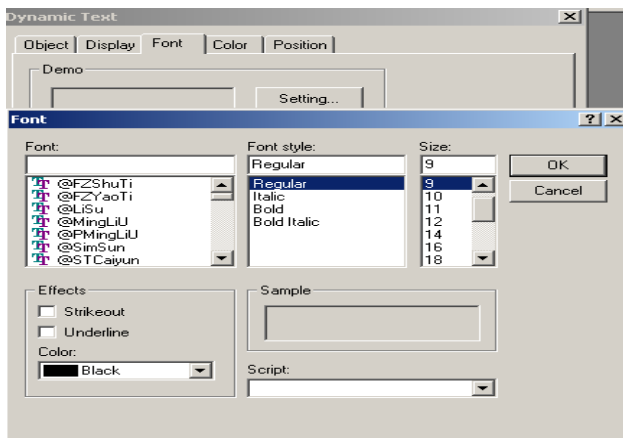 Dynamic Text
Object Display Font Color Position
Demo
Setting...
Font
Font: Font style: Size:
Regular 9 OK
@FZShuTi Regular 9 Cancel
@FZYaoTi Italic 10
@LiSu Bold 11
@MingLiU Bold Italic 12
@PMingLiU 14
@SimSun 16
@STCaiyun 18
Effects Sample
Strikeout
Underline
Color:
Black
Script: